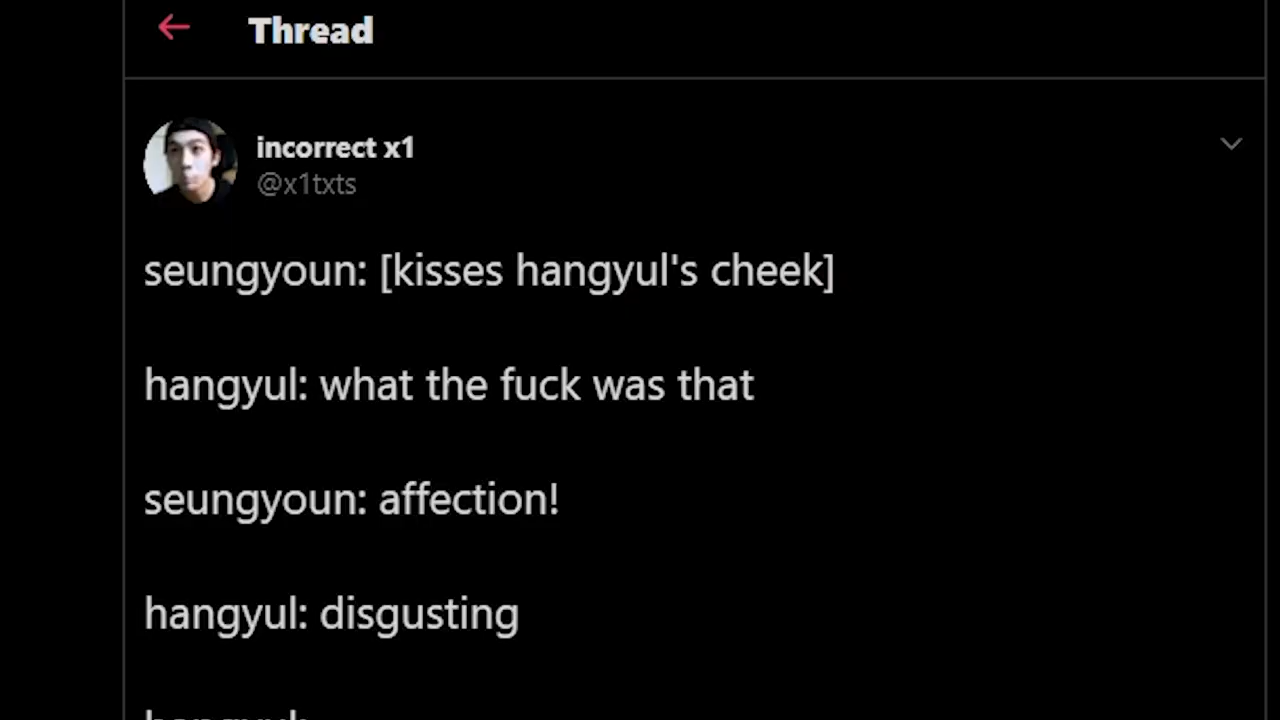 Thread
incorrect x1
@x1txts
seungyoun: [kisses hangyul's cheek]
hangyul: what the fuck was that
seungyoun: affection!
hangyul: disgusting